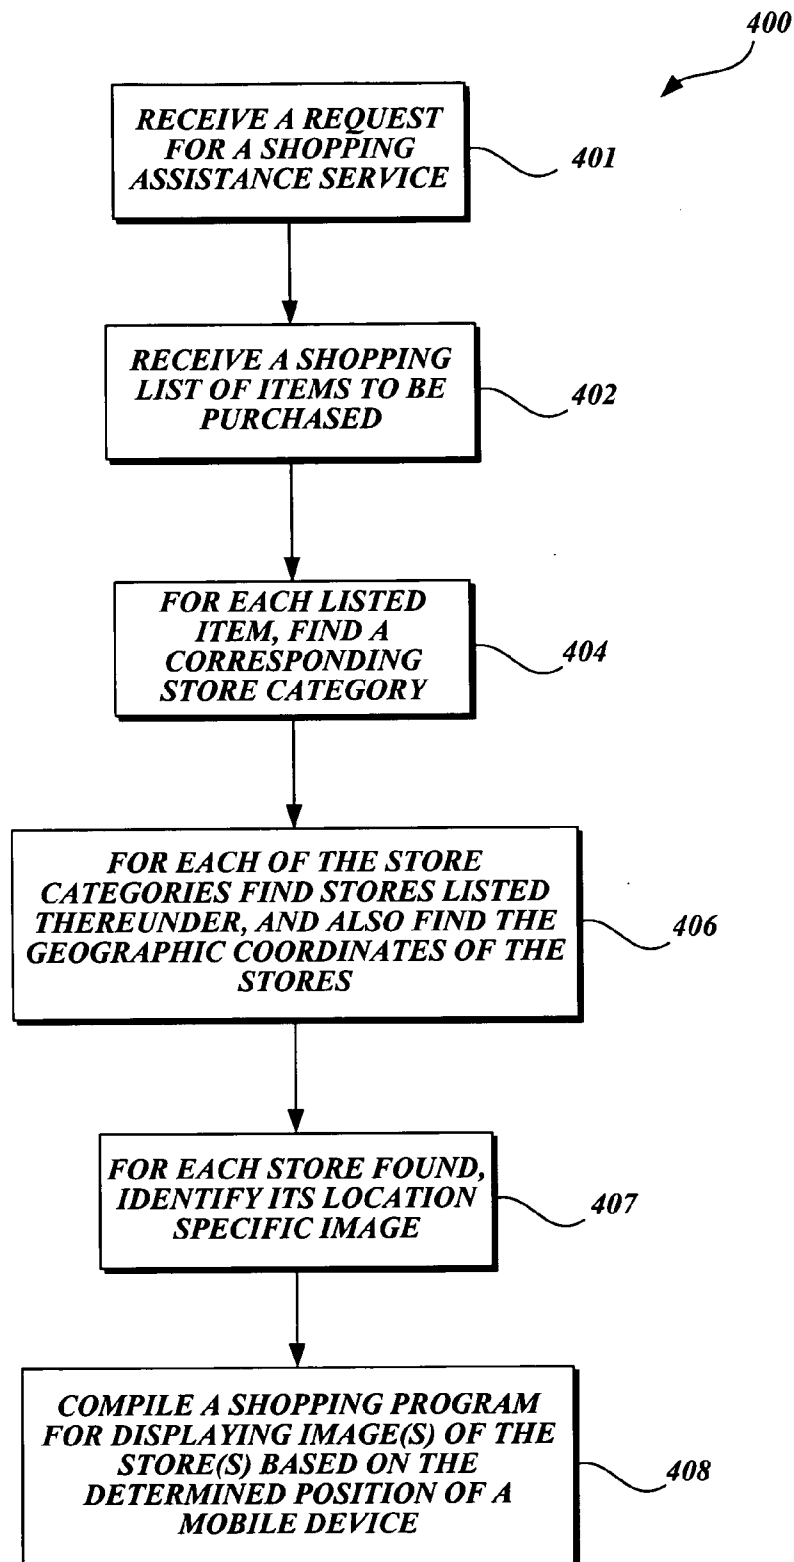 400
RECEIVE A REQUEST
FOR A SHOPPING
ASSISTANCE SERVICE
401
RECEIVE A SHOPPING
LIST OF ITEMS TO BE
PURCHASED
402
FOR EACH LISTED
ITEM, FIND A
CORRESPONDING
STORE CATEGORY
404
FOR EACH OF THE STORE
CATEGORIES FIND STORES LISTED
THEREUNDER, AND ALSO FIND THE
GEOGRAPHIC COORDINATES OF THE
STORES
406
FOR EACH STORE FOUND,
IDENTIFY ITS LOCATION
SPECIFIC IMAGE
407
COMPILE A SHOPPING PROGRAM
FOR DISPLAYING IMAGE(S) OF THE
STORE(S) BASED ON THE
DETERMINED POSITION OF A
MOBILE DEVICE
408